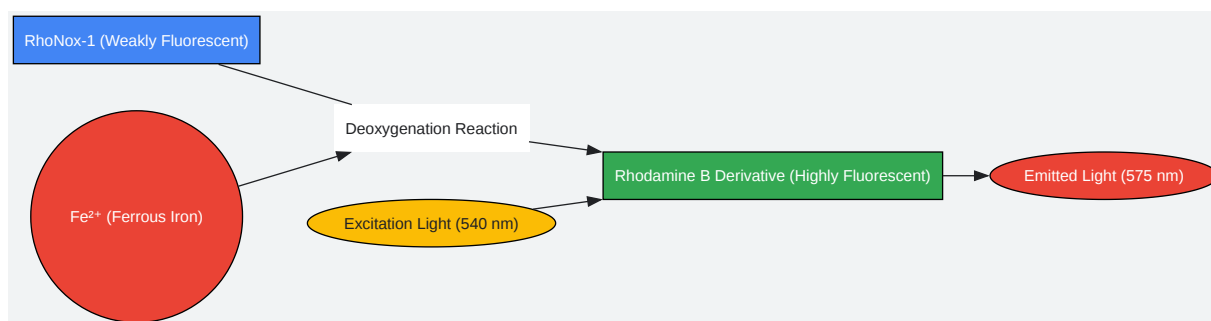 RhoNox-1 (Weakly Fluorescent)
Deoxygenation Reaction
Fe²⁺ (Ferrous Iron)
Excitation Light (540 nm)
Rhodamine B Derivative (Highly Fluorescent)
Emitted Light (575 nm)